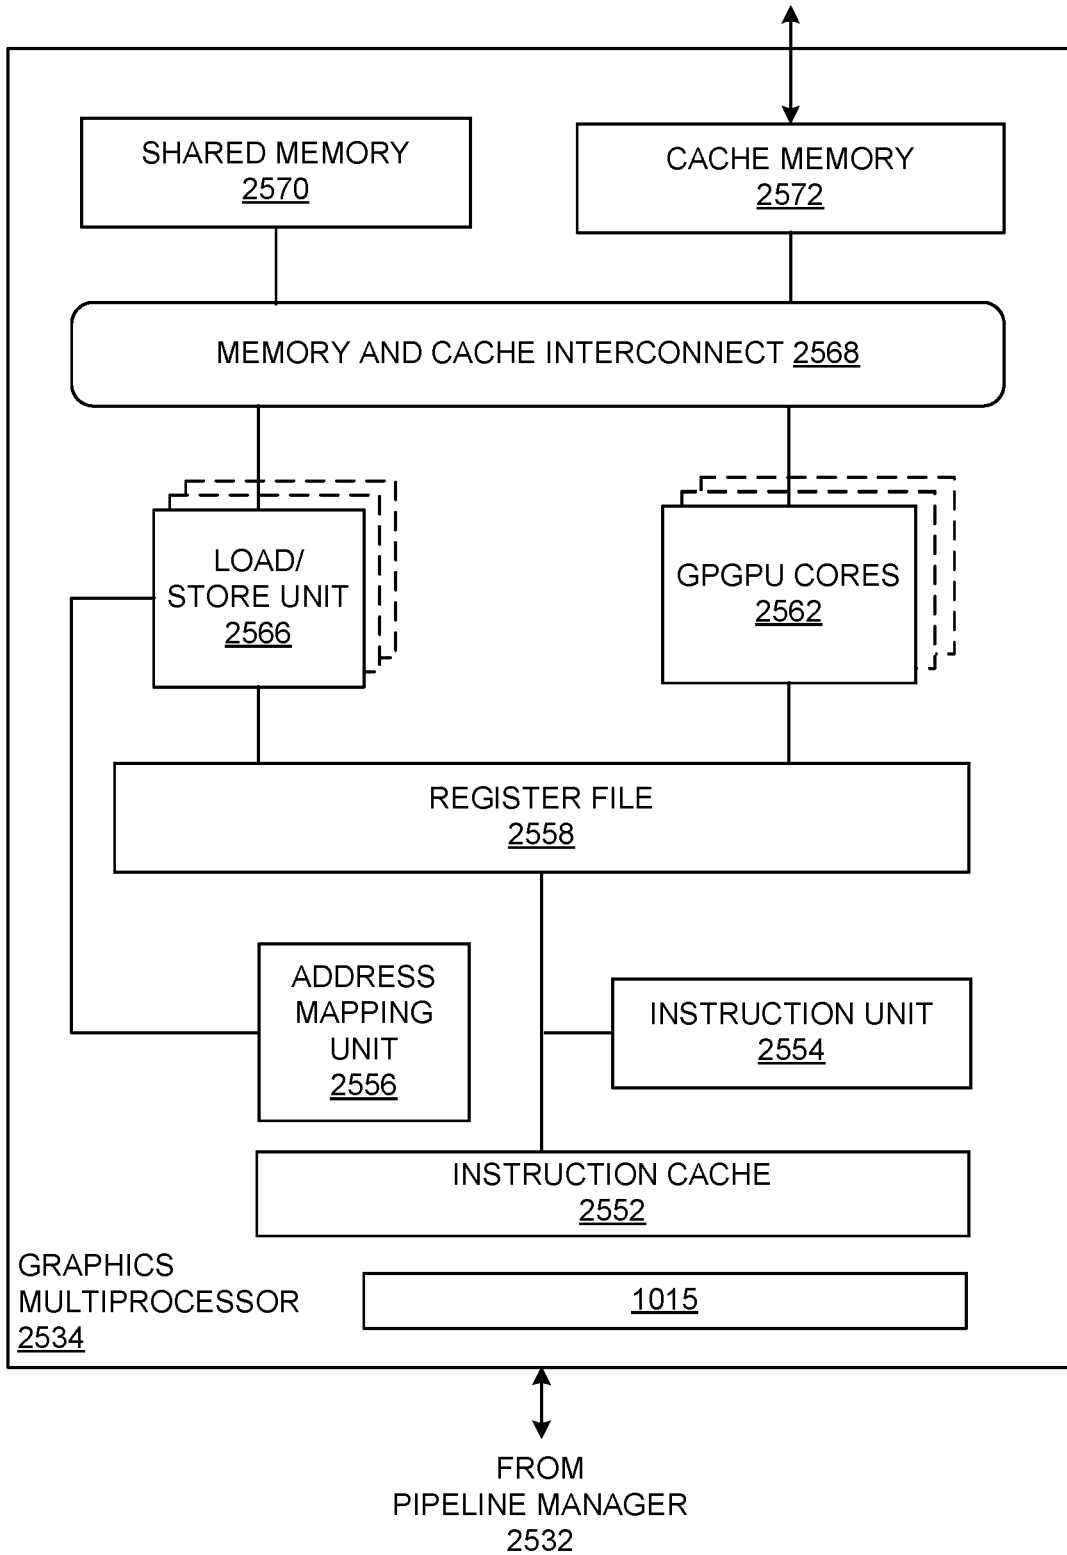 SHARED MEMORY
2570
CACHE MEMORY
2572
MEMORY AND CACHE INTERCONNECT 2568
LOAD/
STORE UNIT
2566
GPGPU CORES
2562
REGISTER FILE
2558
ADDRESS
MAPPING
UNIT
2556
INSTRUCTION UNIT
2554
INSTRUCTION CACHE
2552
GRAPHICS
MULTIPROCESSOR
2534
1015
FROM
PIPELINE MANAGER
2532